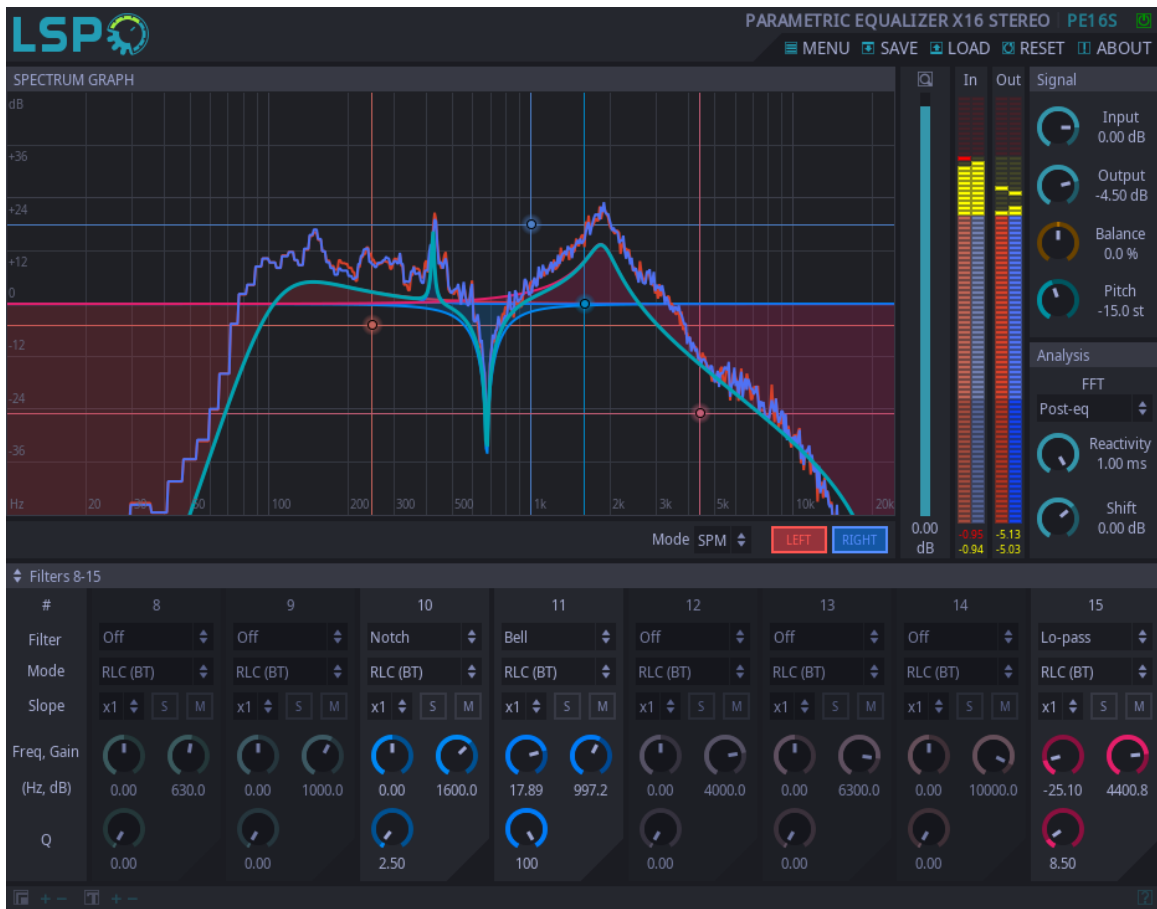 LSP
PARAMETRIC EQUALIZER X16 STEREO PE16S
MENU SAVE LOAD RESET ABOUT
SPECTRUM GRAPH
In Out Signal
dB
+36
+24
+12
0
-12
-24
-36
Hz 20 30 50 100 200 300 500 1k 2k 3k 5k 10k 20k
Input
0.00 dB
Output
-4.50 dB
Balance
0.0 %
Pitch
-15.0 st
Analysis
FFT
Post-eq
Reactivity
1.00 ms
Shift
0.00 dB
Mode SPM LEFT RIGHT
0.00
dB
-0.95 -5.13
-0.94 -5.03
Filters 8-15
# 8 9 10 11 12 13 14 15
Filter Off Off Notch Bell Off Off Off Lo-pass
Mode RLC (BT) RLC (BT) RLC (BT) RLC (BT) RLC (BT) RLC (BT) RLC (BT) RLC (BT)
Slope x1 S M x1 S M x1 S M x1 S M x1 S M x1 S M x1 S M x1 S M
Freq, Gain
(Hz, dB) 0.00 630.0 0.00 1000.0 0.00 1600.0 17.89 997.2 0.00 4000.0 0.00 6300.0 0.00 10000.0 -25.10 4400.8
Q
0.00 0.00 2.50 100 0.00 0.00 0.00 8.50
+ − + −
?